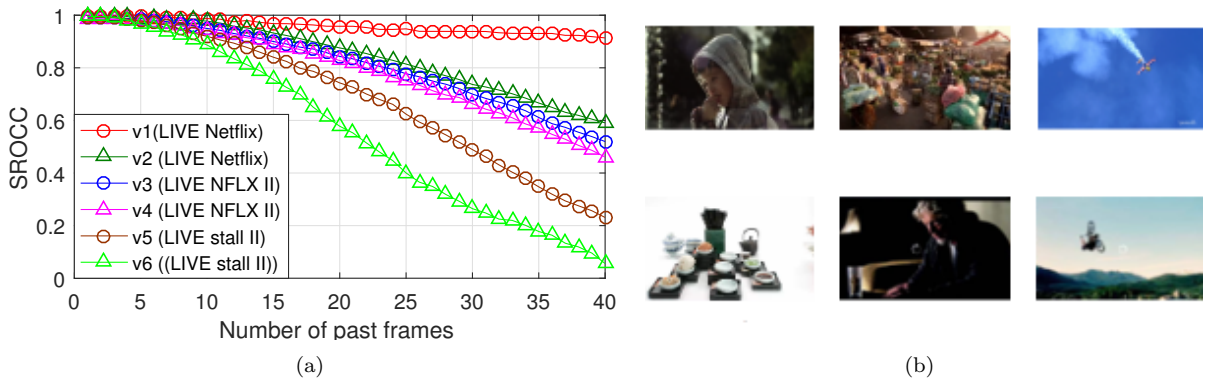 1
0.8
0.6
0.4
0.2
0
SROCC
v1(LIVE Netflix)
v2 (LIVE Netflix)
v3 (LIVE NFLX II)
v4 (LIVE NFLX II)
v5 (LIVE stall II)
v6 ((LIVE stall II))
0 5 10 15 20 25 30 35 40
Number of past frames
(a)
(b)